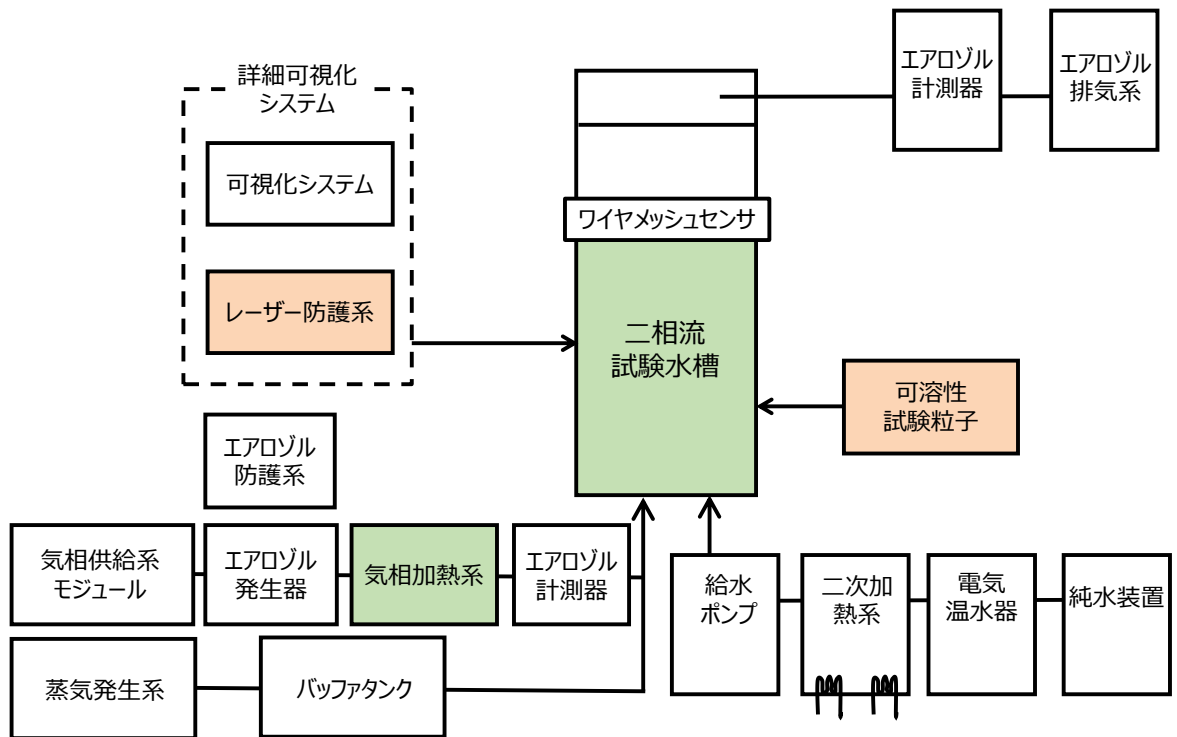 詳細可視化
システム
可視化システム
レーザー防護系
ワイヤメッシュセンサ
二相流
試験水槽
エアロゾル
計測器
エアロゾル
排気系
可溶性
試験粒子
エアロゾル
防護系
気相供給系
モジュール
エアロゾル
発生器
気相加熱系
エアロゾル
計測器
蒸気発生系
バッファタンク
給水
ポンプ
二次加
熱系
電気
温水器
純水装置